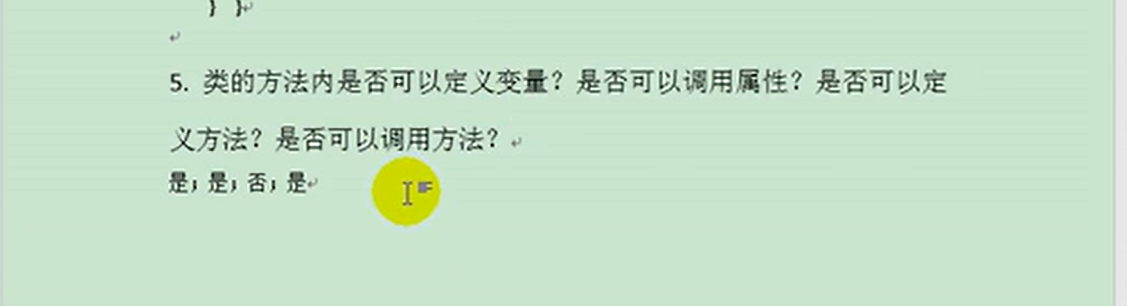 } }
5. 类的方法内是否可以定义变量？是否可以调用属性？是否可以定
义方法？是否可以调用方法？
是；是；否；是